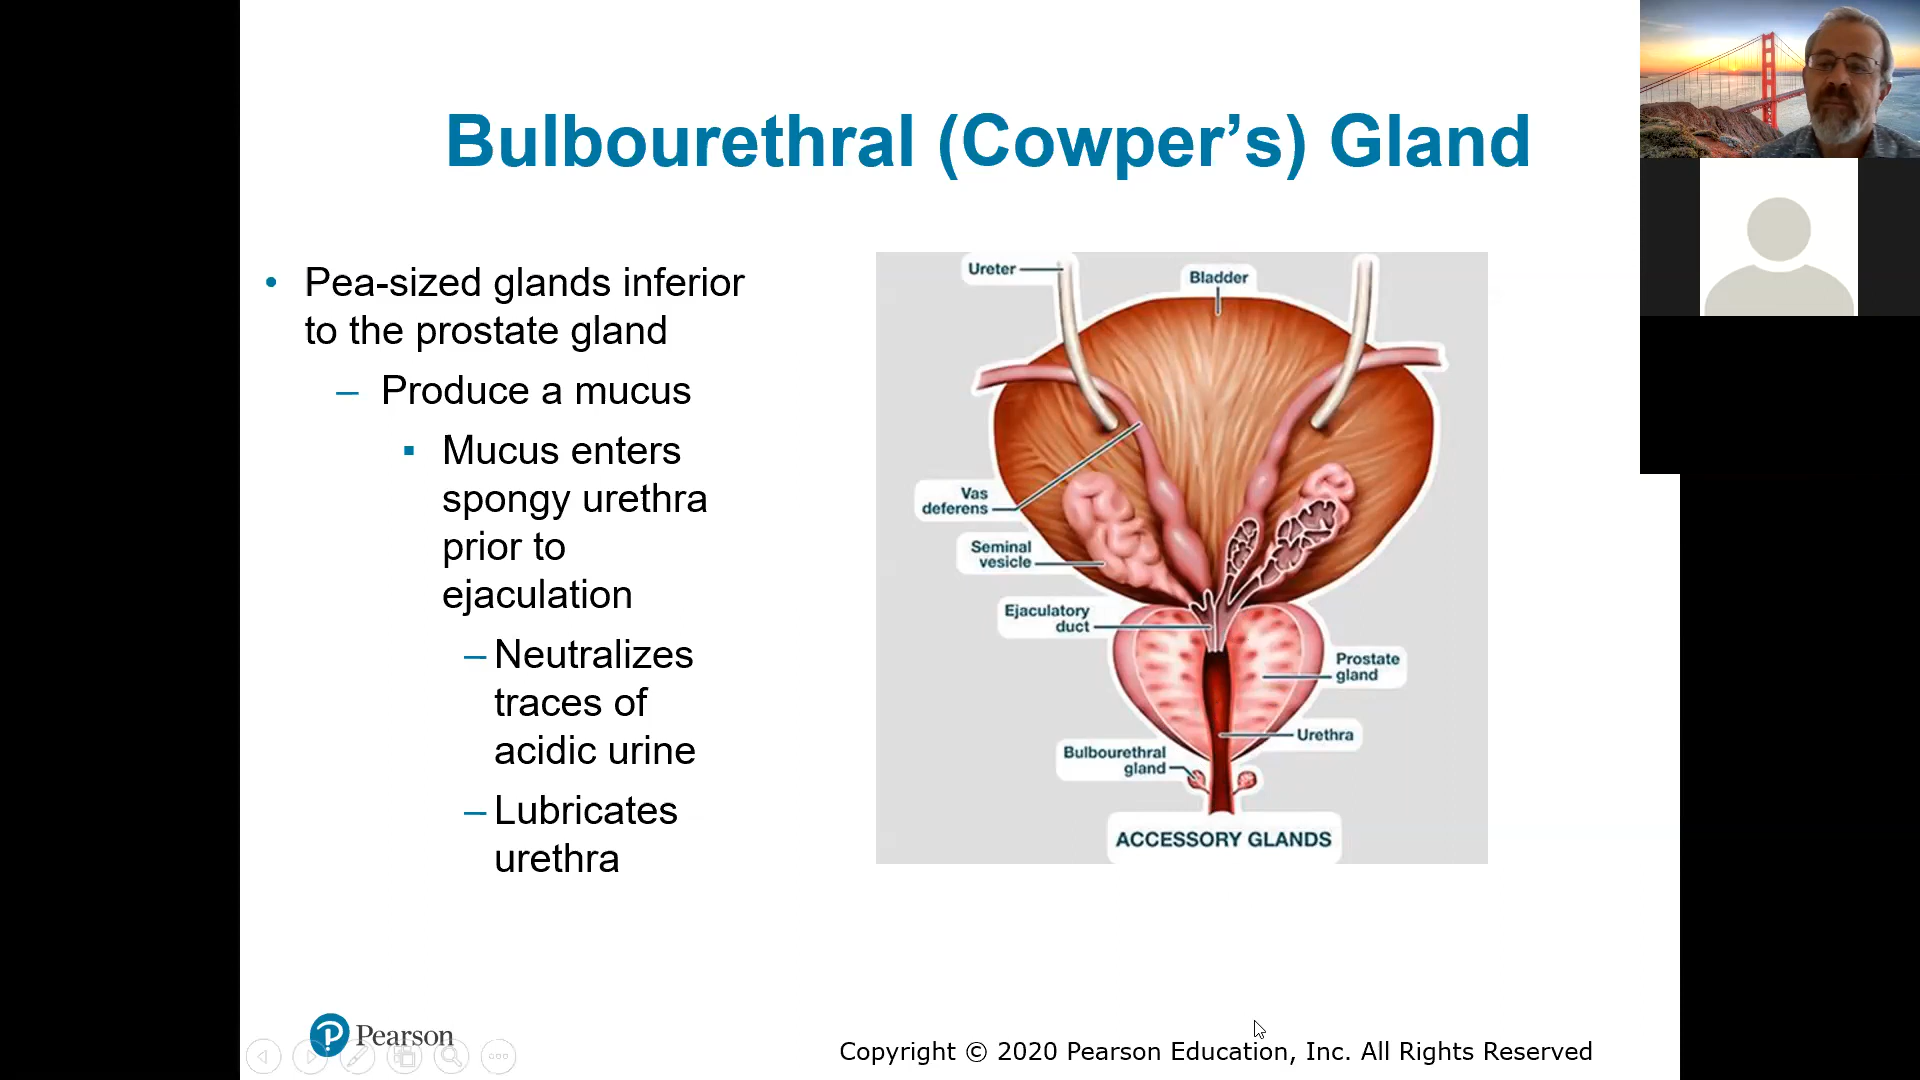 Bulbourethral (Cowper’s) Gland
• Pea-sized glands inferior
to the prostate gland
– Produce a mucus
▪ Mucus enters
spongy urethra
prior to
ejaculation
– Neutralizes
traces of
acidic urine
– Lubricates
urethra
Ureter
Bladder
Vas
deferens
Seminal
vesicle
Ejaculatory
duct
Prostate
gland
Urethra
Bulbourethral
gland
ACCESSORY GLANDS
Pearson
Copyright © 2020 Pearson Education, Inc. All Rights Reserved